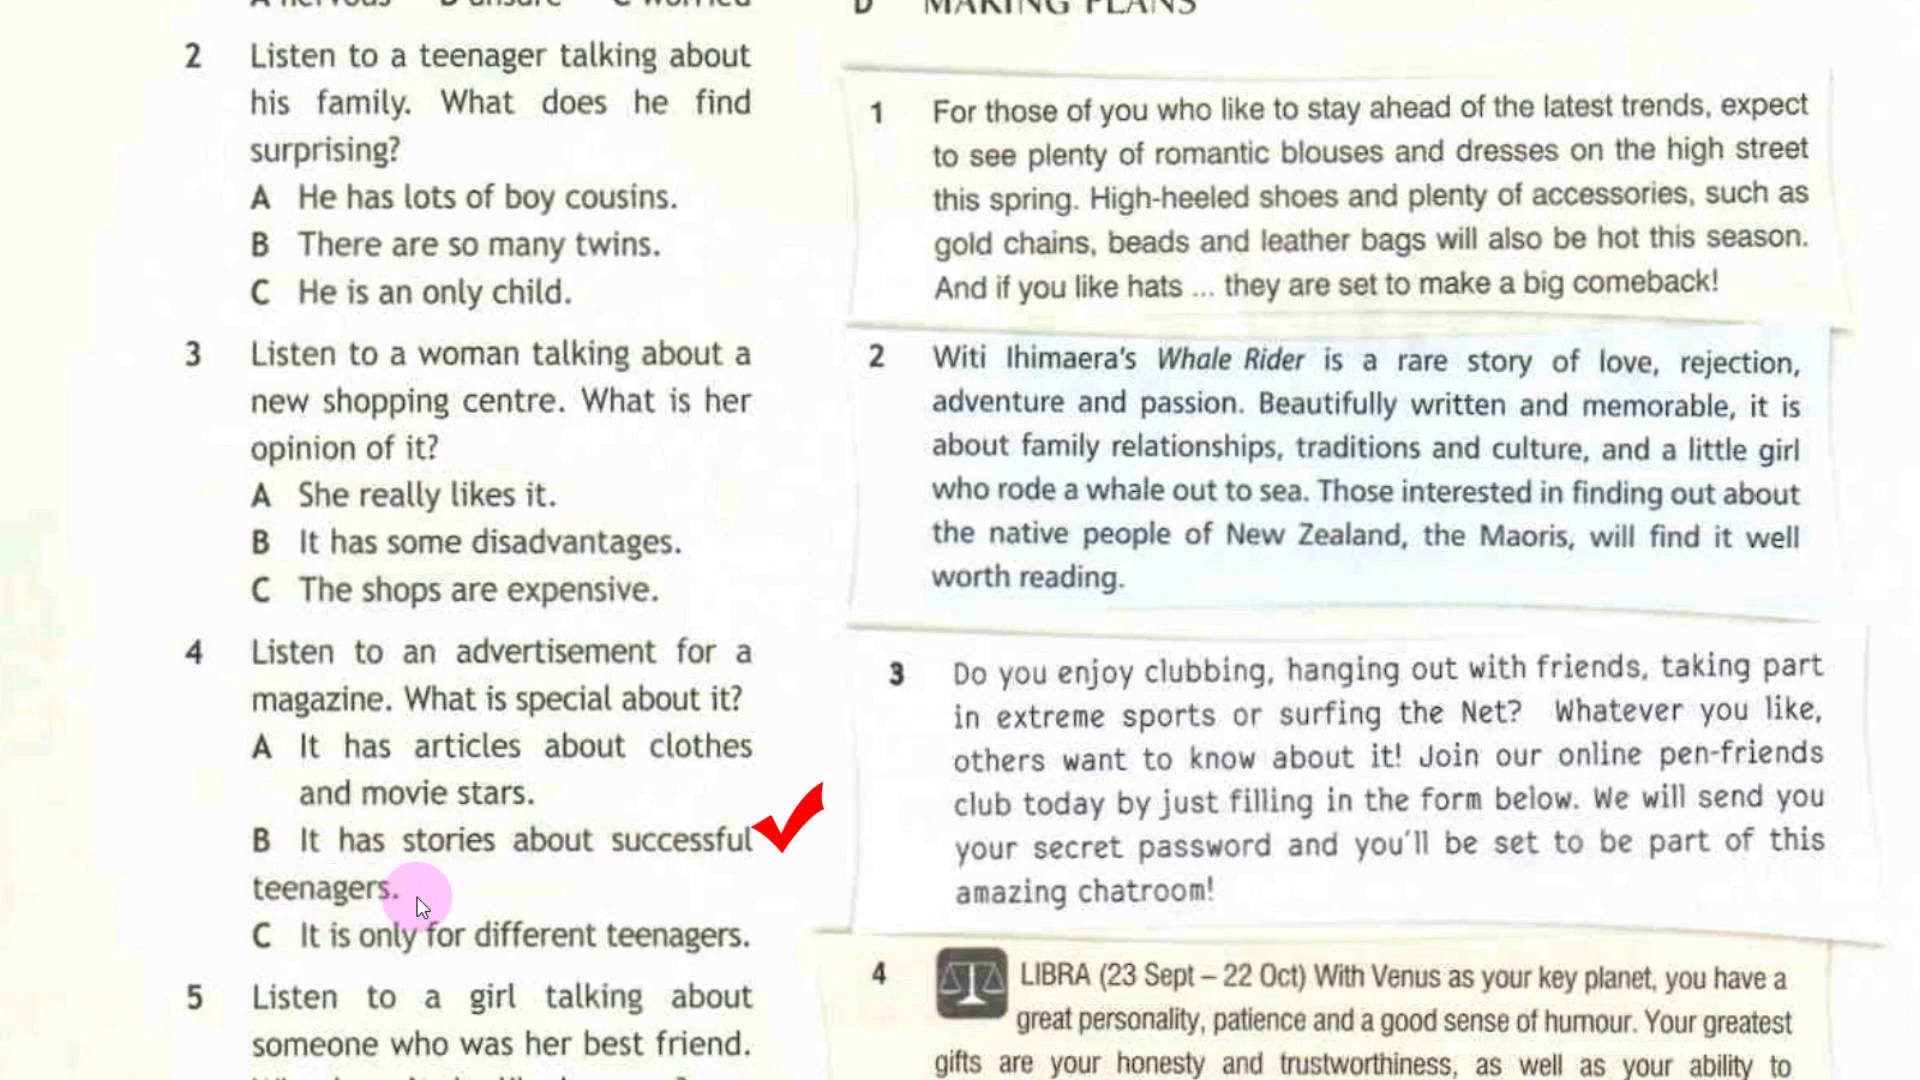 A nervous B unsure C worried
2 Listen to a teenager talking about
his family. What does he find
surprising?
A He has lots of boy cousins.
B There are so many twins.
C He is an only child.
3 Listen to a woman talking about a
new shopping centre. What is her
opinion of it?
A She really likes it.
B It has some disadvantages.
C The shops are expensive.
4 Listen to an advertisement for a
magazine. What is special about it?
A It has articles about clothes
and movie stars.
B It has stories about successful
teenagers.
C It is only for different teenagers.
5 Listen to a girl talking about
someone who was her best friend.
D MAKING PLANS
1 For those of you who like to stay ahead of the latest trends, expect
to see plenty of romantic blouses and dresses on the high street
this spring. High-heeled shoes and plenty of accessories, such as
gold chains, beads and leather bags will also be hot this season.
And if you like hats ... they are set to make a big comeback!
2 Witi Ihimaera's Whale Rider is a rare story of love, rejection,
adventure and passion. Beautifully written and memorable, it is
about family relationships, traditions and culture, and a little girl
who rode a whale out to sea. Those interested in finding out about
the native people of New Zealand, the Maoris, will find it well
worth reading.
3 Do you enjoy clubbing, hanging out with friends, taking part
in extreme sports or surfing the Net? Whatever you like,
others want to know about it! Join our online pen-friends
club today by just filling in the form below. We will send you
your secret password and you'll be set to be part of this
amazing chatroom!
4 LIBRA (23 Sept – 22 Oct) With Venus as your key planet, you have a
great personality, patience and a good sense of humour. Your greatest
gifts are your honesty and trustworthiness, as well as your ability to